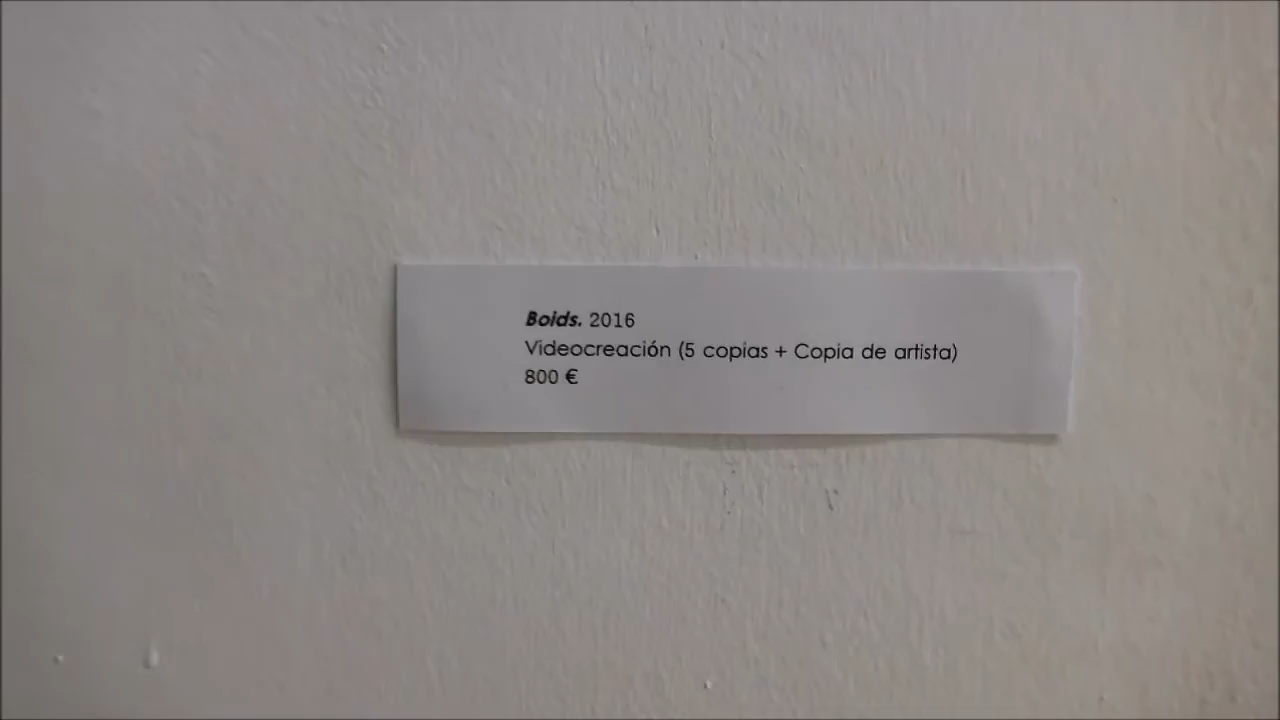 Boids. 2016
Videocreación (5 copias + Copia de artista)
800 €